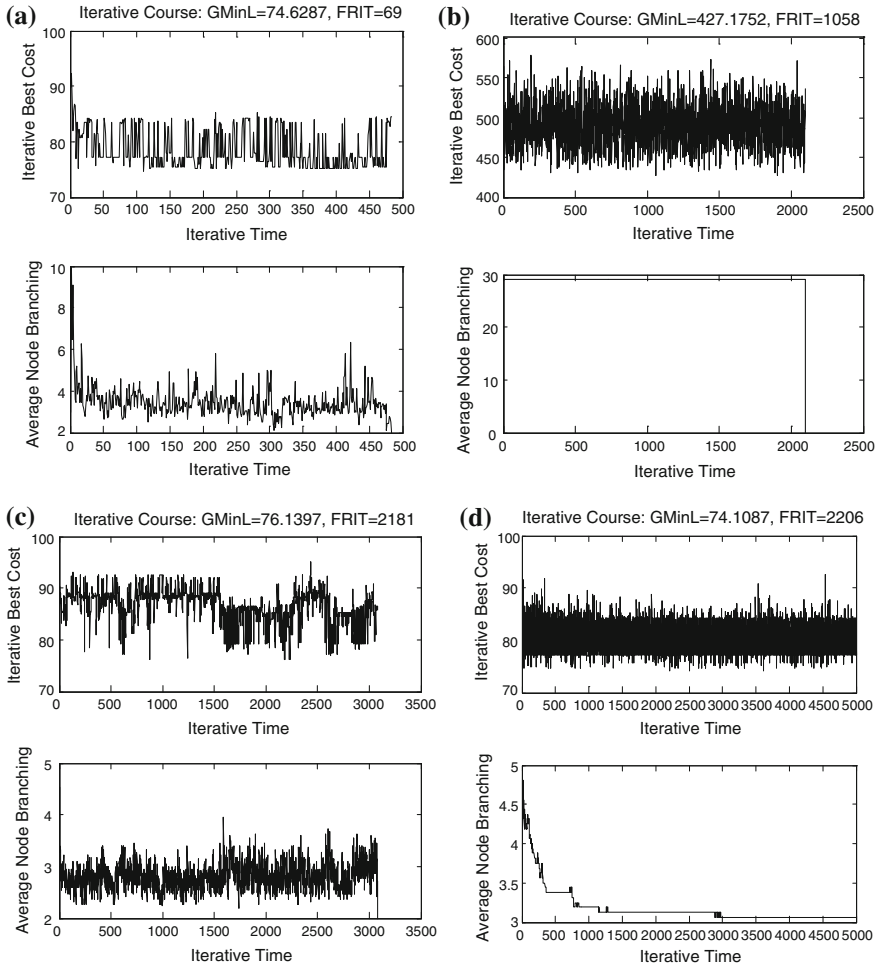 (a) Iterative Course: GMinL=74.6287, FRIT=69
Iterative Best Cost
100
90
80
70
0 50 100 150 200 250 300 350 400 450 500
Iterative Time
Average Node Branching
10
8
6
4
2
0 50 100 150 200 250 300 350 400 450 500
Iterative Time
(b) Iterative Course: GMinL=427.1752, FRIT=1058
Iterative Best Cost
600
550
500
450
400
0 500 1000 1500 2000 2500
Iterative Time
Average Node Branching
30
20
10
0
0 500 1000 1500 2000 2500
Iterative Time
(c) Iterative Course: GMinL=76.1397, FRIT=2181
Iterative Best Cost
100
90
80
70
0 500 1000 1500 2000 2500 3000 3500
Iterative Time
Average Node Branching
5
4
3
2
0 500 1000 1500 2000 2500 3000 3500
Iterative Time
(d) Iterative Course: GMinL=74.1087, FRIT=2206
Iterative Best Cost
100
90
80
70
0 500 1000 1500 2000 2500 3000 3500 4000 4500 5000
Iterative Time
Average Node Branching
5
4.5
4
3.5
3
0 500 1000 1500 2000 2500 3000 3500 4000 4500 5000
Iterative Time